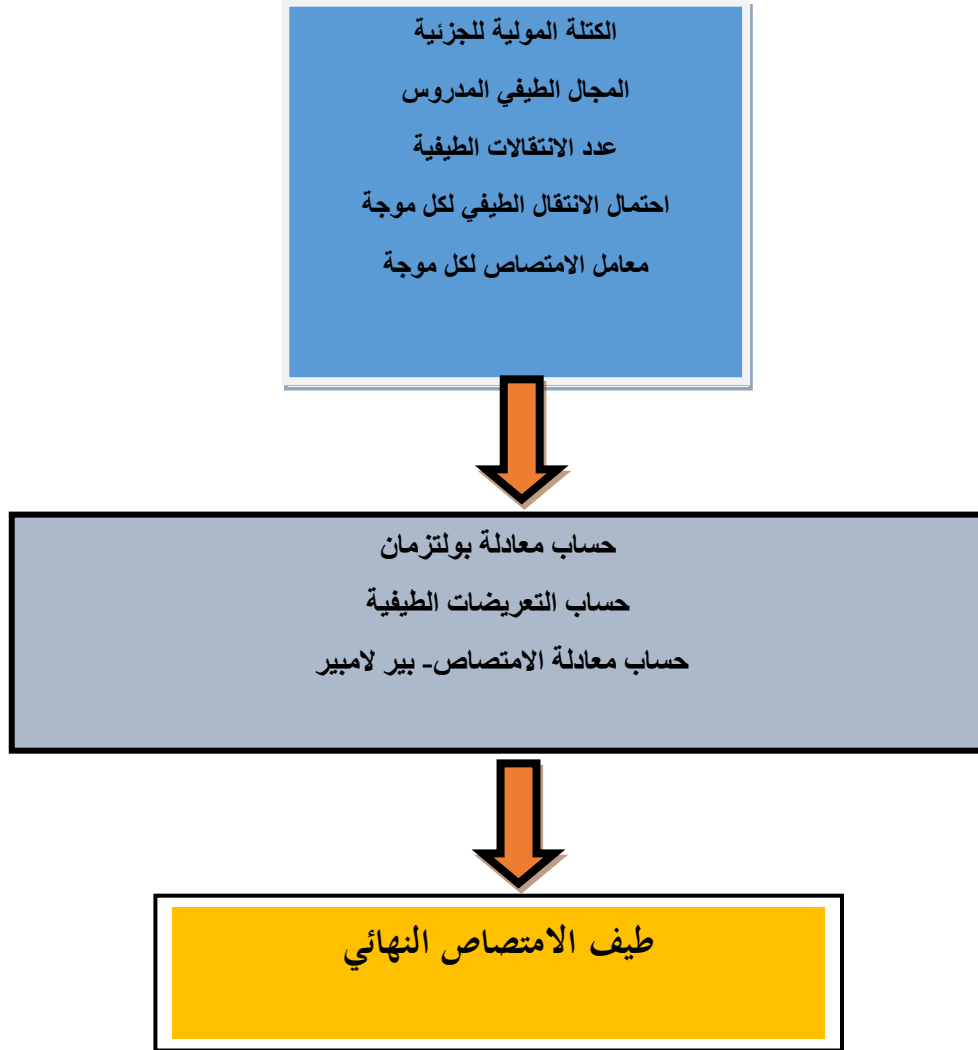 الكتلة المولية للجزئية
المجال الطيفي المدروس
عدد الانتقالات الطيفية
احتمال الانتقال الطيفي لكل موجة
معامل الامتصاص لكل موجة
حساب معادلة بولتزمان
حساب التعريضات الطيفية
حساب معادلة الامتصاص- بير لامبير
طيف الامتصاص النهائي